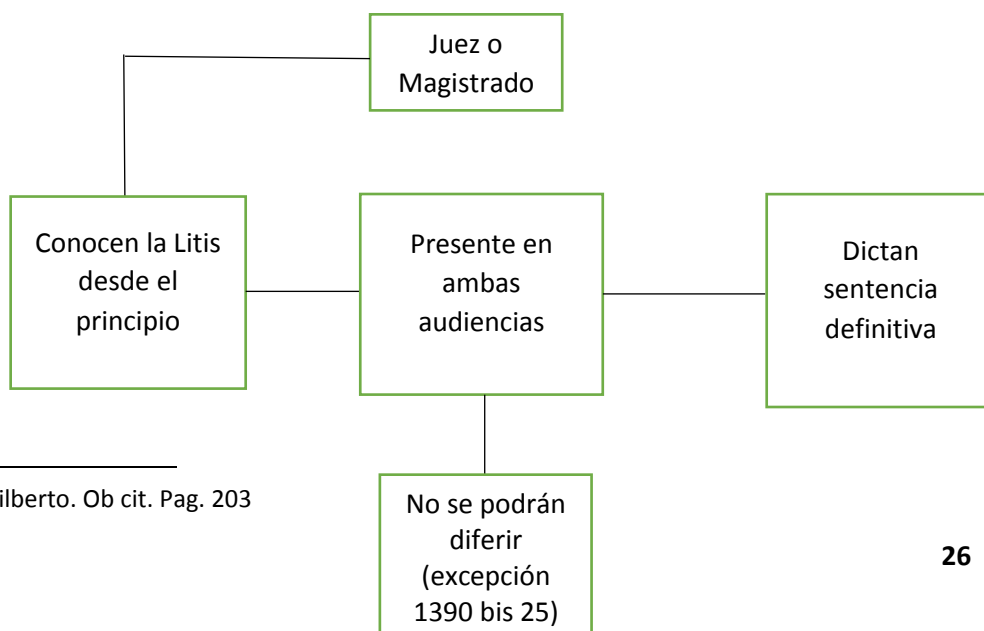 Juez o
Magistrado
Conocen la Litis
desde el
principio
Presente en
ambas
audiencias
Dictan
sentencia
definitiva
ilberto. Ob cit. Pag. 203
No se podrán
diferir
(excepción
1390 bis 25)
26